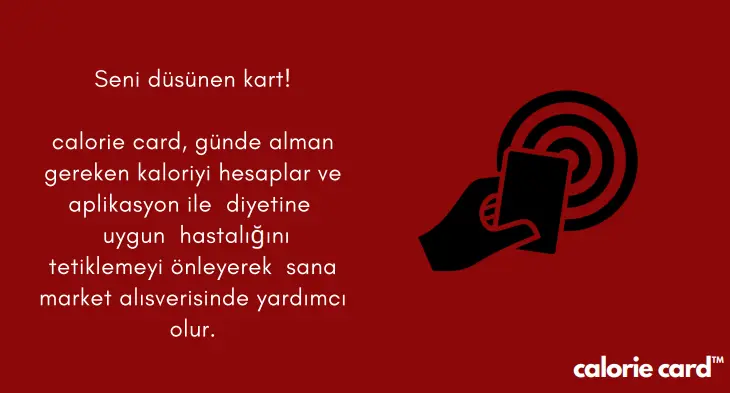 Seni düsünen kart!
calorie card, günde alman
gereken kaloriyi hesaplar ve
aplikasyon ile diyetine
uygun hastalığını
tetiklemeyi önleyerek sana
market alısverisinde yardımcı
olur.
calorie card™